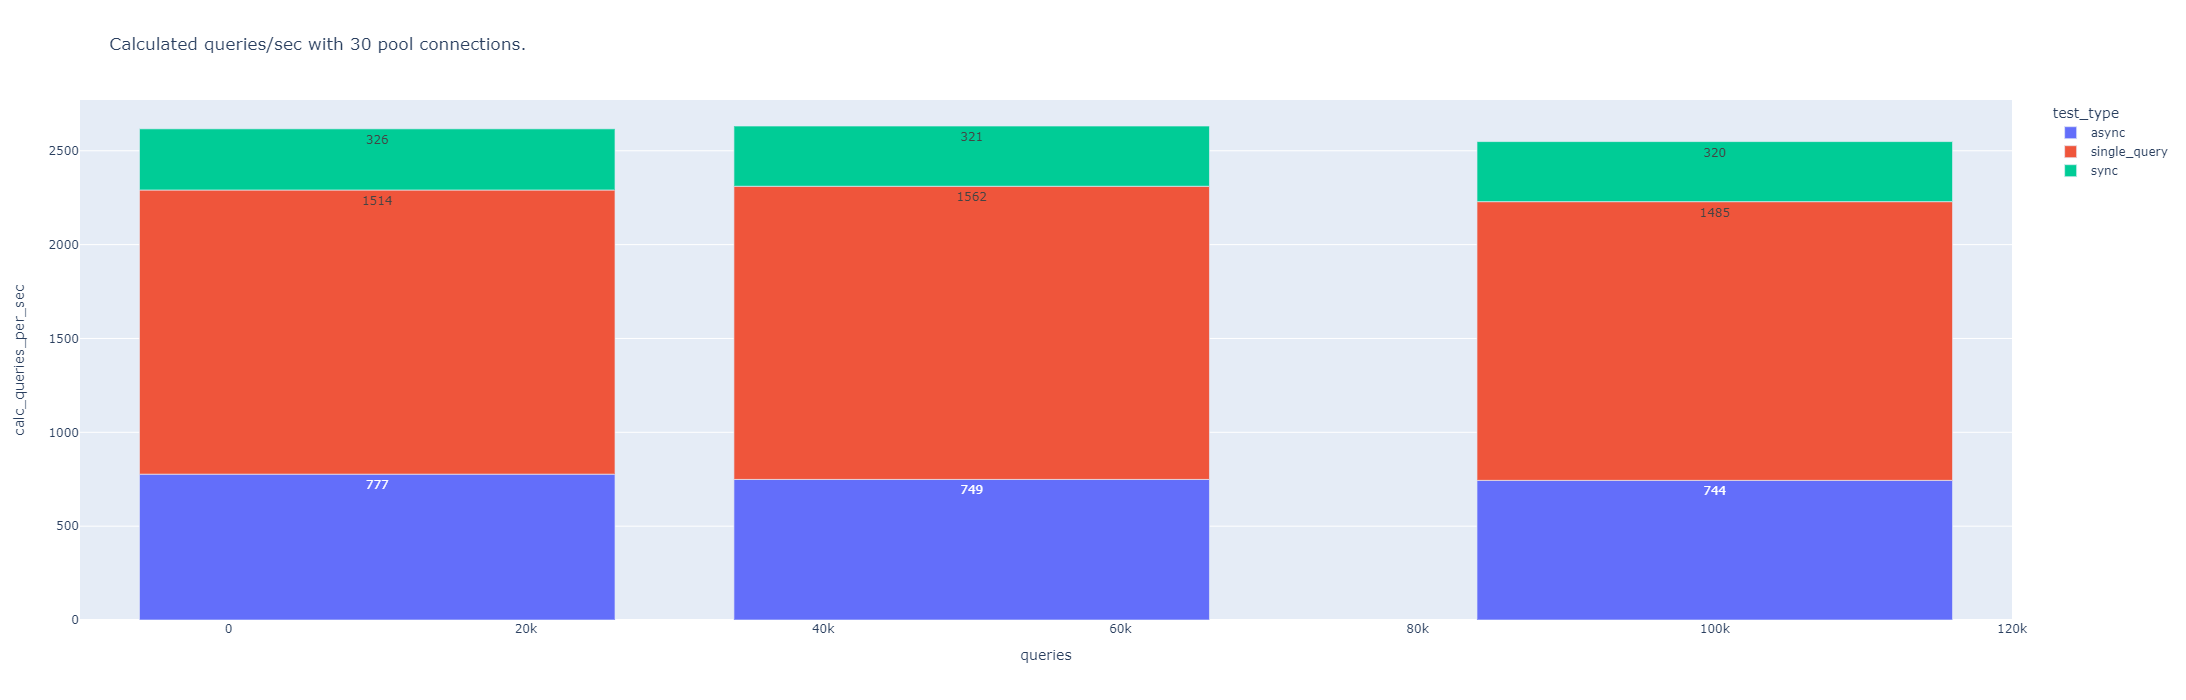 Calculated queries/sec with 30 pool connections.
calc_queries_per_sec
2500
2000
1500
1000
500
0
326
1514
777
321
1562
749
320
1485
744
0
20k
40k
60k
80k
100k
120k
queries
test_type
async
single_query
sync